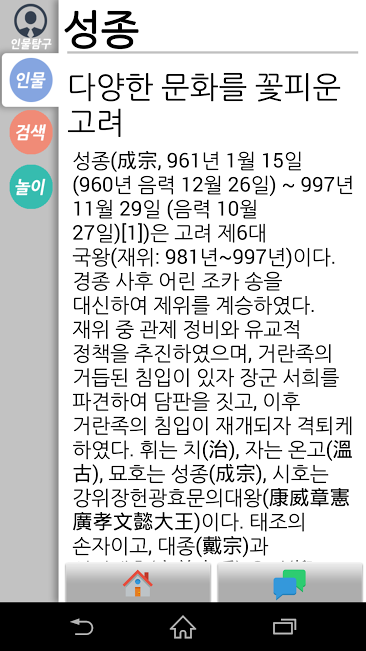 인물탐구
인물
검색
놀이
성종
다양한 문화를 꽃피운
고려
성종(成宗, 961년 1월 15일
(960년 음력 12월 26일) ~ 997년
11월 29일 (음력 10월
27일)[1])은 고려 제6대
국왕(재위: 981년~997년)이다.
경종 사후 어린 조카 송을
대신하여 제위를 계승하였다.
재위 중 관제 정비와 유교적
정책을 추진하였으며, 거란족의
거듭된 침입이 있자 장군 서희를
파견하여 담판을 짓고, 이후
거란족의 침입이 재개되자 격퇴케
하였다. 휘는 치(治), 자는 온고(溫
古), 묘호는 성종(成宗), 시호는
강위장헌광효문의대왕(康威章憲
廣孝文懿大王)이다. 태조의
손자이고, 대종(戴宗)과